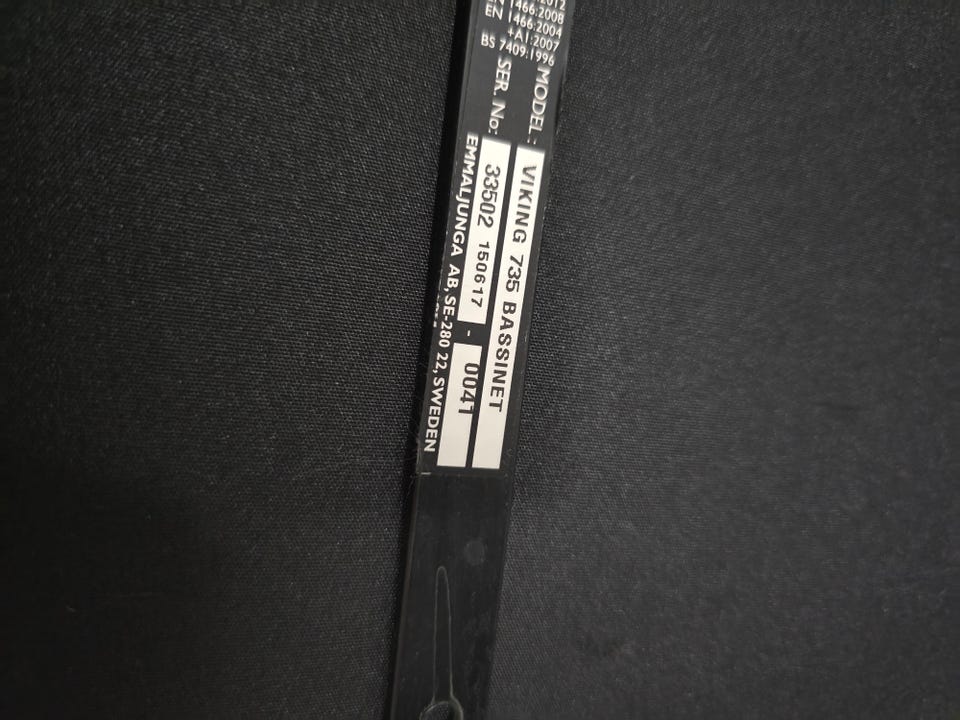 1466:2008
EN 1466:2004
+A1:2007
BS 7409:1996
MODEL: VIKING 735 BASSINET
SER. No: 33502 150617 - 0041
EMMALJUNGA AB, SE-280 22, SWEDEN